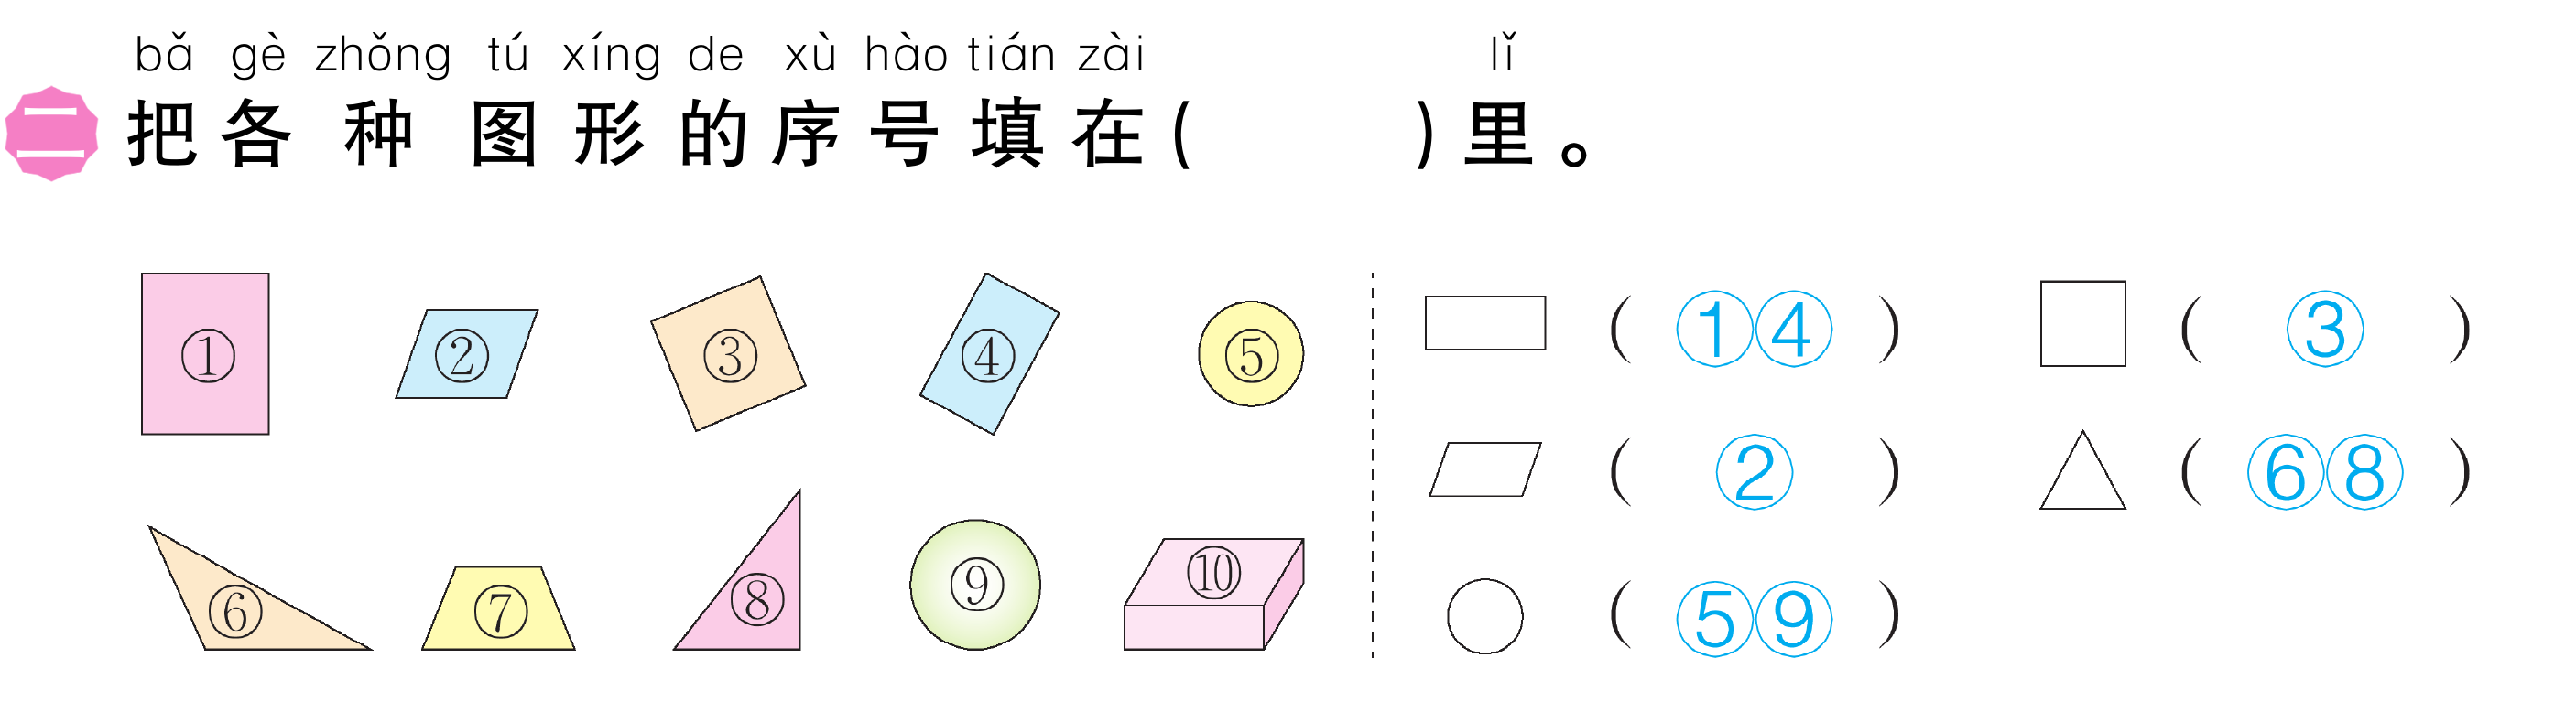 bǎ gè zhǒng tú xíng de xù hào tián zài lǐ
二 把各种图形的序号填在( )里。
① ② ③ ④ ⑤ ( ①④ ) ( ③ )
( ② ) ( ⑥⑧ )
⑥ ⑦ ⑧ ⑨ ⑩ ( ⑤⑨ )